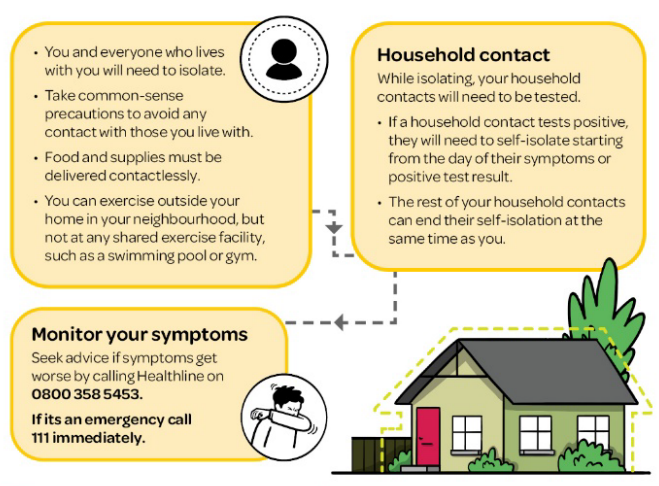 • You and everyone who lives
with you will need to isolate.
• Take common-sense
precautions to avoid any
contact with those you live with.
• Food and supplies must be
delivered contactlessly.
• You can exercise outside your
home in your neighbourhood, but
not at any shared exercise facility,
such as a swimming pool or gym.
Household contact
While isolating, your household
contacts will need to be tested.
• If a household contact tests positive,
they will need to self-isolate starting
from the day of their symptoms or
positive test result.
• The rest of your household contacts
can end their self-isolation at the
same time as you.
Monitor your symptoms
Seek advice if symptoms get
worse by calling Healthline on
0800 358 5453.
If its an emergency call
111 immediately.